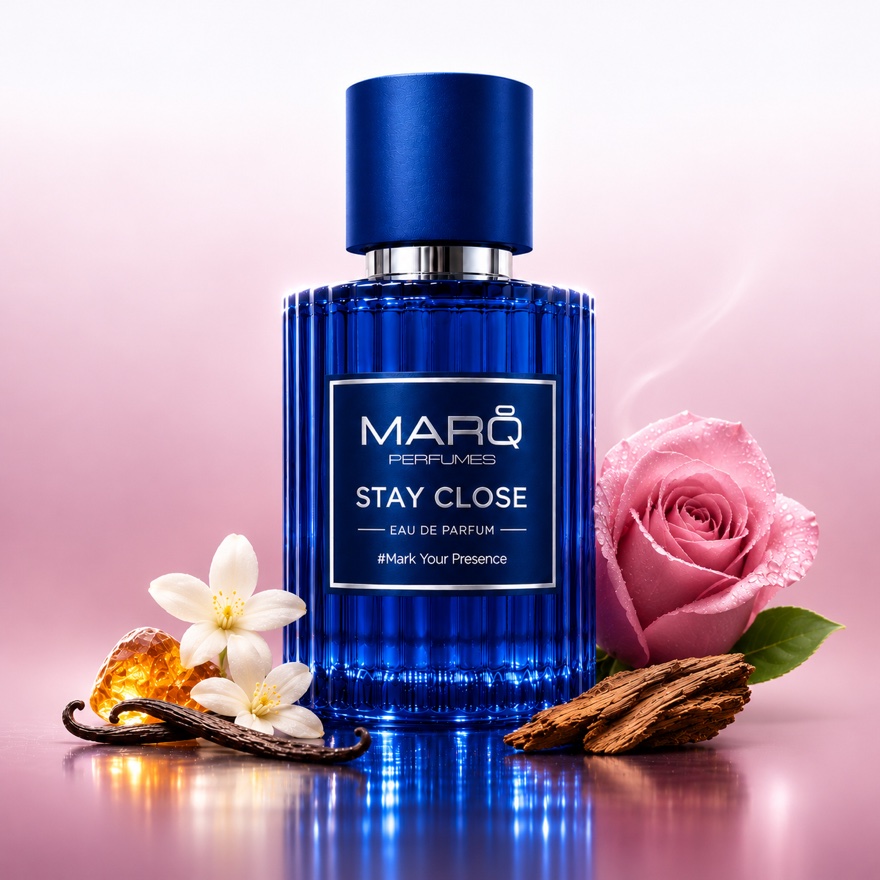 MARQ
PERFUMES
STAY CLOSE
EAU DE PARFUM
#Mark Your Presence